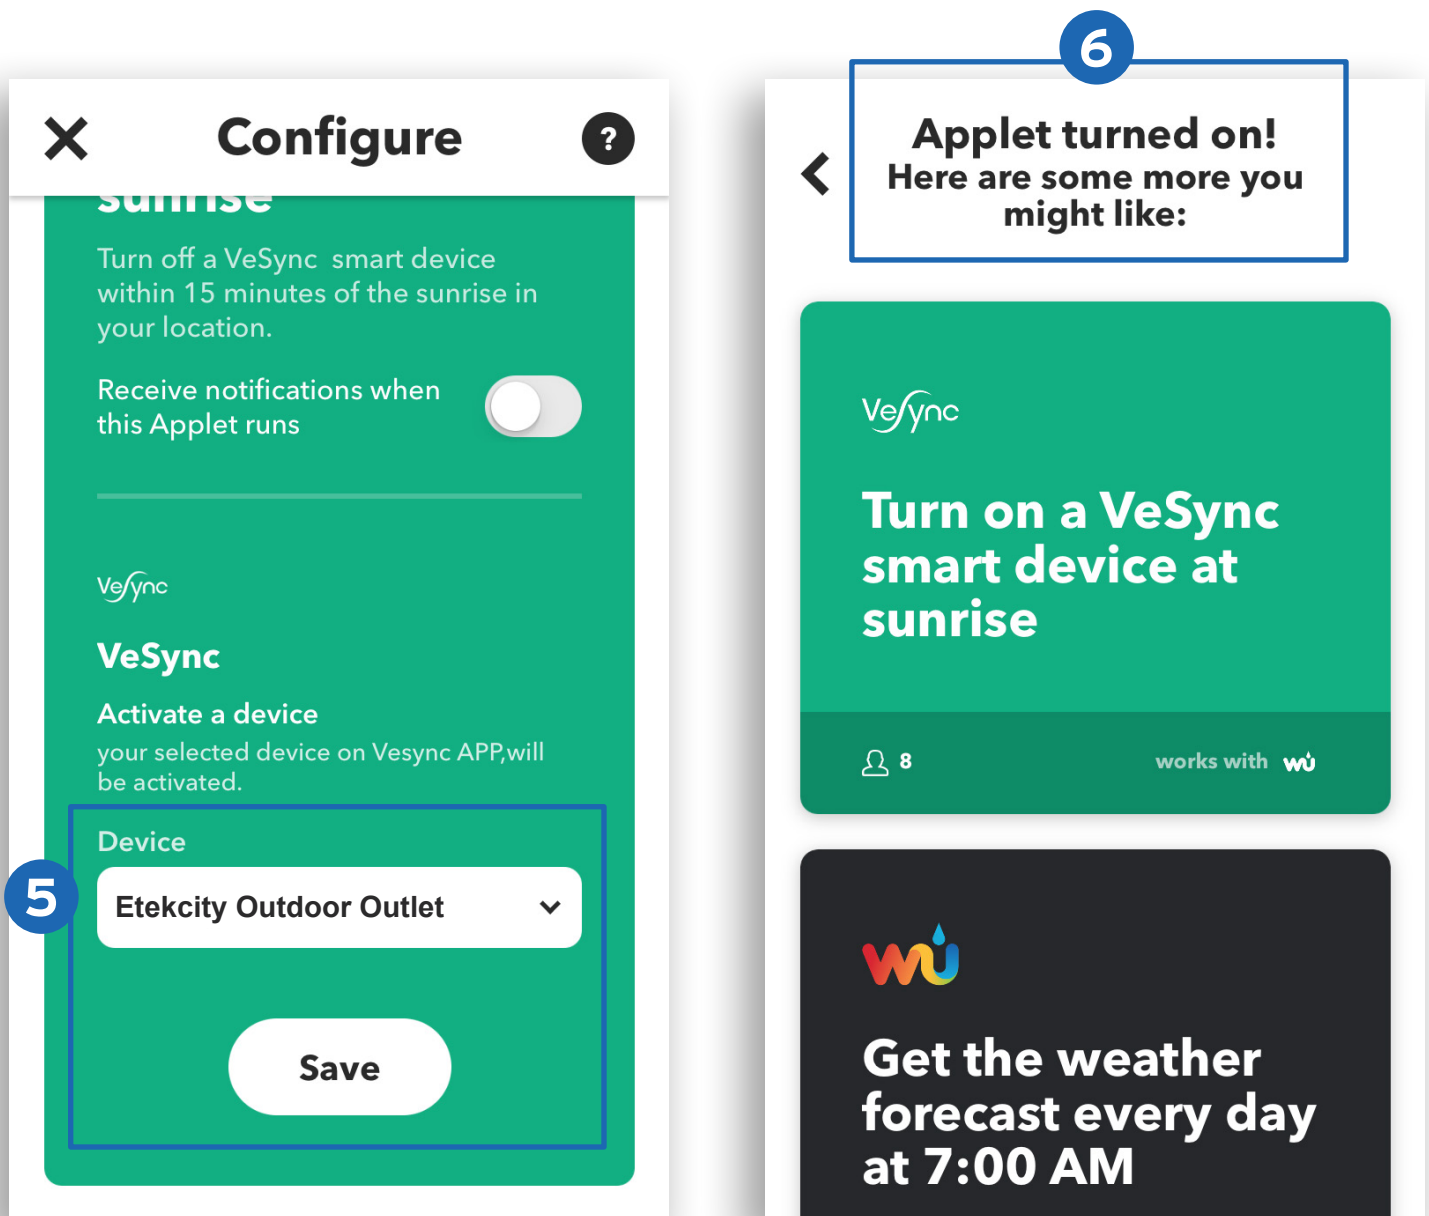 Configure
?
sunrise
Turn off a VeSync smart device
within 15 minutes of the sunrise in
your location.
Receive notifications when
this Applet runs
VeSync
VeSync
Activate a device
your selected device on Vesync APP,will
be activated.
Device
5
Etekcity Outdoor Outlet
Save
6
Applet turned on!
Here are some more you
might like:
VeSync
Turn on a VeSync
smart device at
sunrise
8
works with wu
wu
Get the weather
forecast every day
at 7:00 AM